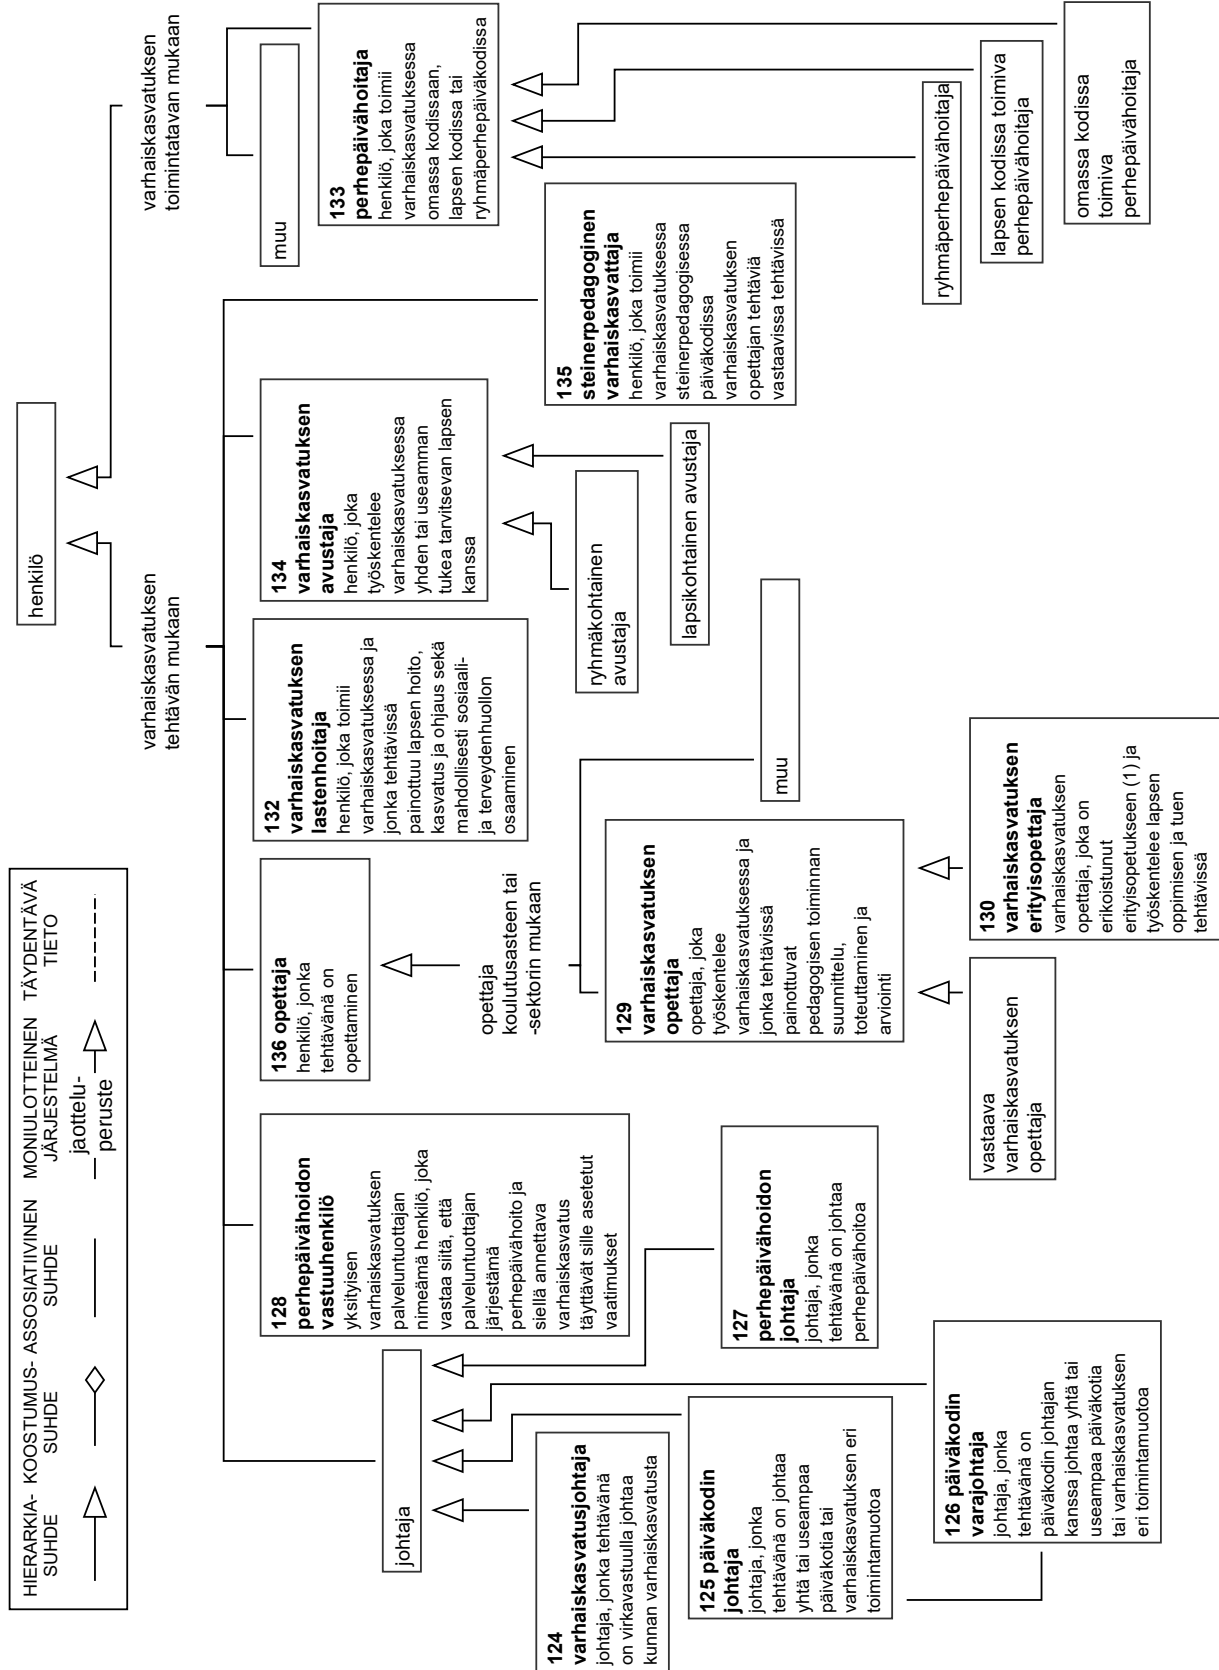 HIERARKIA-
SUHDE
KOOSTUMUS-
SUHDE
ASSOSIATIIVINEN
SUHDE
MONIULOTTEINEN
JÄRJESTELMÄ
jaottelu-
peruste
TÄYDENTÄVÄ
TIETO
henkilö
varhaiskasvatuksen
tehtävän mukaan
varhaiskasvatuksen
toimintatavan mukaan
johtaja
124
varhaiskasvatusjohtaja
johtaja, jonka tehtävänä
on virkavastuulla johtaa
kunnan varhaiskasvatusta
125 päiväkodin
johtaja
johtaja, jonka
tehtävänä on johtaa
yhtä tai useampaa
päiväkotia tai
varhaiskasvatuksen eri
toimintamuotoa
126 päiväkodin
varajohtaja
johtaja, jonka
tehtävänä on
päiväkodin johtajan
kanssa johtaa yhtä tai
useampaa päiväkotia
tai varhaiskasvatuksen
eri toimintamuotoa
127
perhepäivähoidon
johtaja
johtaja, jonka
tehtävänä on johtaa
perhepäivähoitoa
128
perhepäivähoidon
vastuuhenkilö
yksityisen
varhaiskasvatuksen
palveluntuottajan
nimeämä henkilö, joka
vastaa siitä, että
palveluntuottajan
järjestämä
perhepäivähoito ja
siellä annettava
varhaiskasvatus
täyttävät sille asetetut
vaatimukset
136 opettaja
henkilö, jonka
tehtävänä on
opettaminen
opettaja
koulutusasteen tai
-sektorin mukaan
129
varhaiskasvatuksen
opettaja
opettaja, joka
työskentelee
varhaiskasvatuksessa ja
jonka tehtävissä
painottuvat
pedagogisen toiminnan
suunnittelu,
toteuttaminen ja
arviointi
muu
vastaava
varhaiskasvatuksen
opettaja
130
varhaiskasvatuksen
erityisopettaja
varhaiskasvatuksen
opettaja, joka on
erikoistunut
erityisopetukseen (1) ja
työskentelee lapsen
oppimisen ja tuen
tehtävissä
132
varhaiskasvatuksen
lastenhoitaja
henkilö, joka toimii
varhaiskasvatuksessa ja
jonka tehtävissä
painottuu lapsen hoito,
kasvatus ja ohjaus sekä
mahdollisesti sosiaali-
ja terveydenhuollon
osaaminen
134
varhaiskasvatuksen
avustaja
henkilö, joka
työskentelee
varhaiskasvatuksessa
yhden tai useamman
tukea tarvitsevan lapsen
kanssa
ryhmäkohtainen
avustaja
lapsikohtainen avustaja
135
steinerpedagoginen
varhaiskasvattaja
henkilö, joka toimii
varhaiskasvatuksessa
steinerpedagogisessa
päiväkodissa
varhaiskasvatuksen
opettajan tehtäviä
vastaavissa tehtävissä
muu
133
perhepäivähoitaja
henkilö, joka toimii
varhaiskasvatuksessa
omassa kodissaan,
lapsen kodissa tai
ryhmäperhepäiväkodissa
ryhmäperhepäivähoitaja
lapsen kodissa toimiva
perhepäivähoitaja
omassa kodissa
toimiva
perhepäivähoitaja